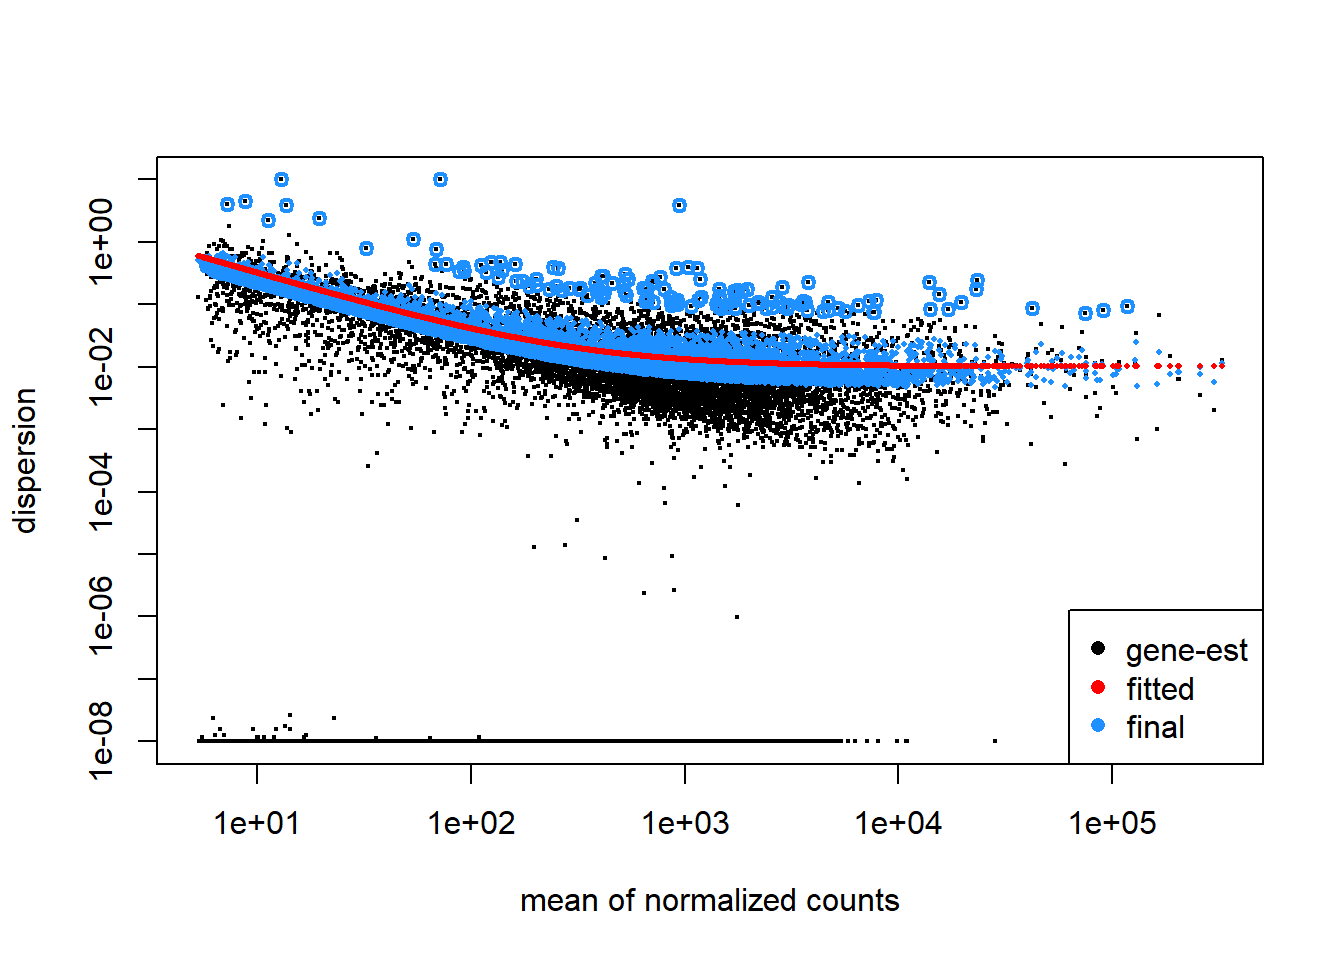 dispersion
1e+00
1e-02
1e-04
1e-06
1e-08
1e+01
1e+02
1e+03
1e+04
1e+05
mean of normalized counts
gene-est
fitted
final